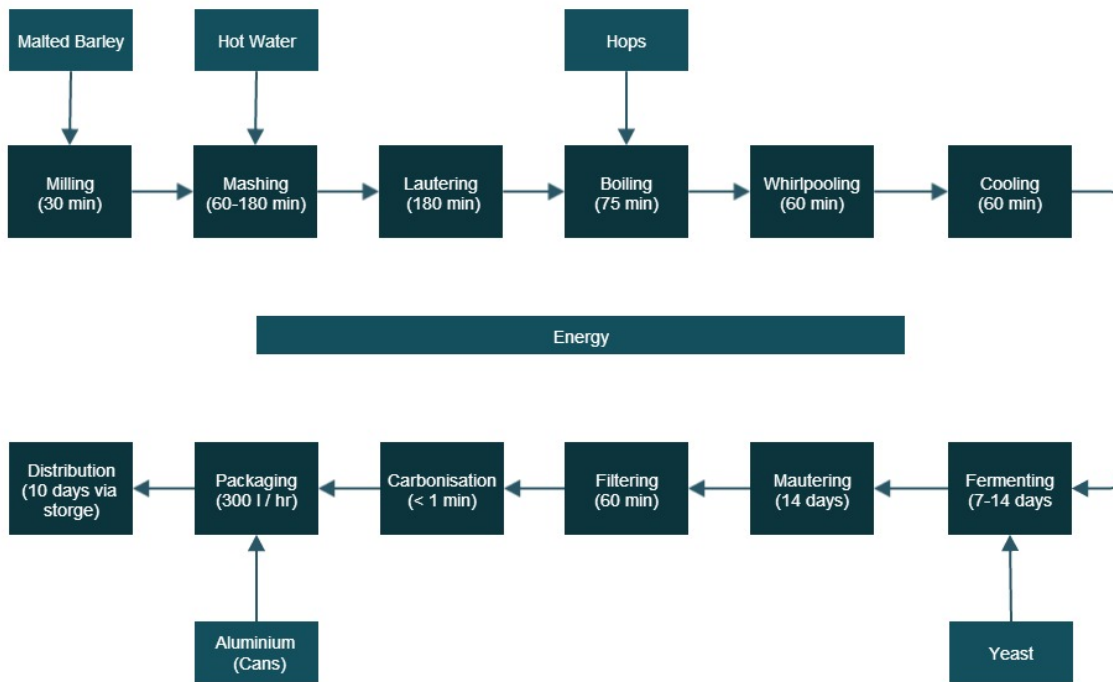 Malted Barley
Hot Water
Hops
Milling
(30 min)
Mashing
(60-180 min)
Lautering
(180 min)
Boiling
(75 min)
Whirlpooling
(60 min)
Cooling
(60 min)
Energy
Distribution
(10 days via
storge)
Packaging
(300 l / hr)
Carbonisation
(< 1 min)
Filtering
(60 min)
Mautering
(14 days)
Fermenting
(7-14 days
Aluminium
(Cans)
Yeast